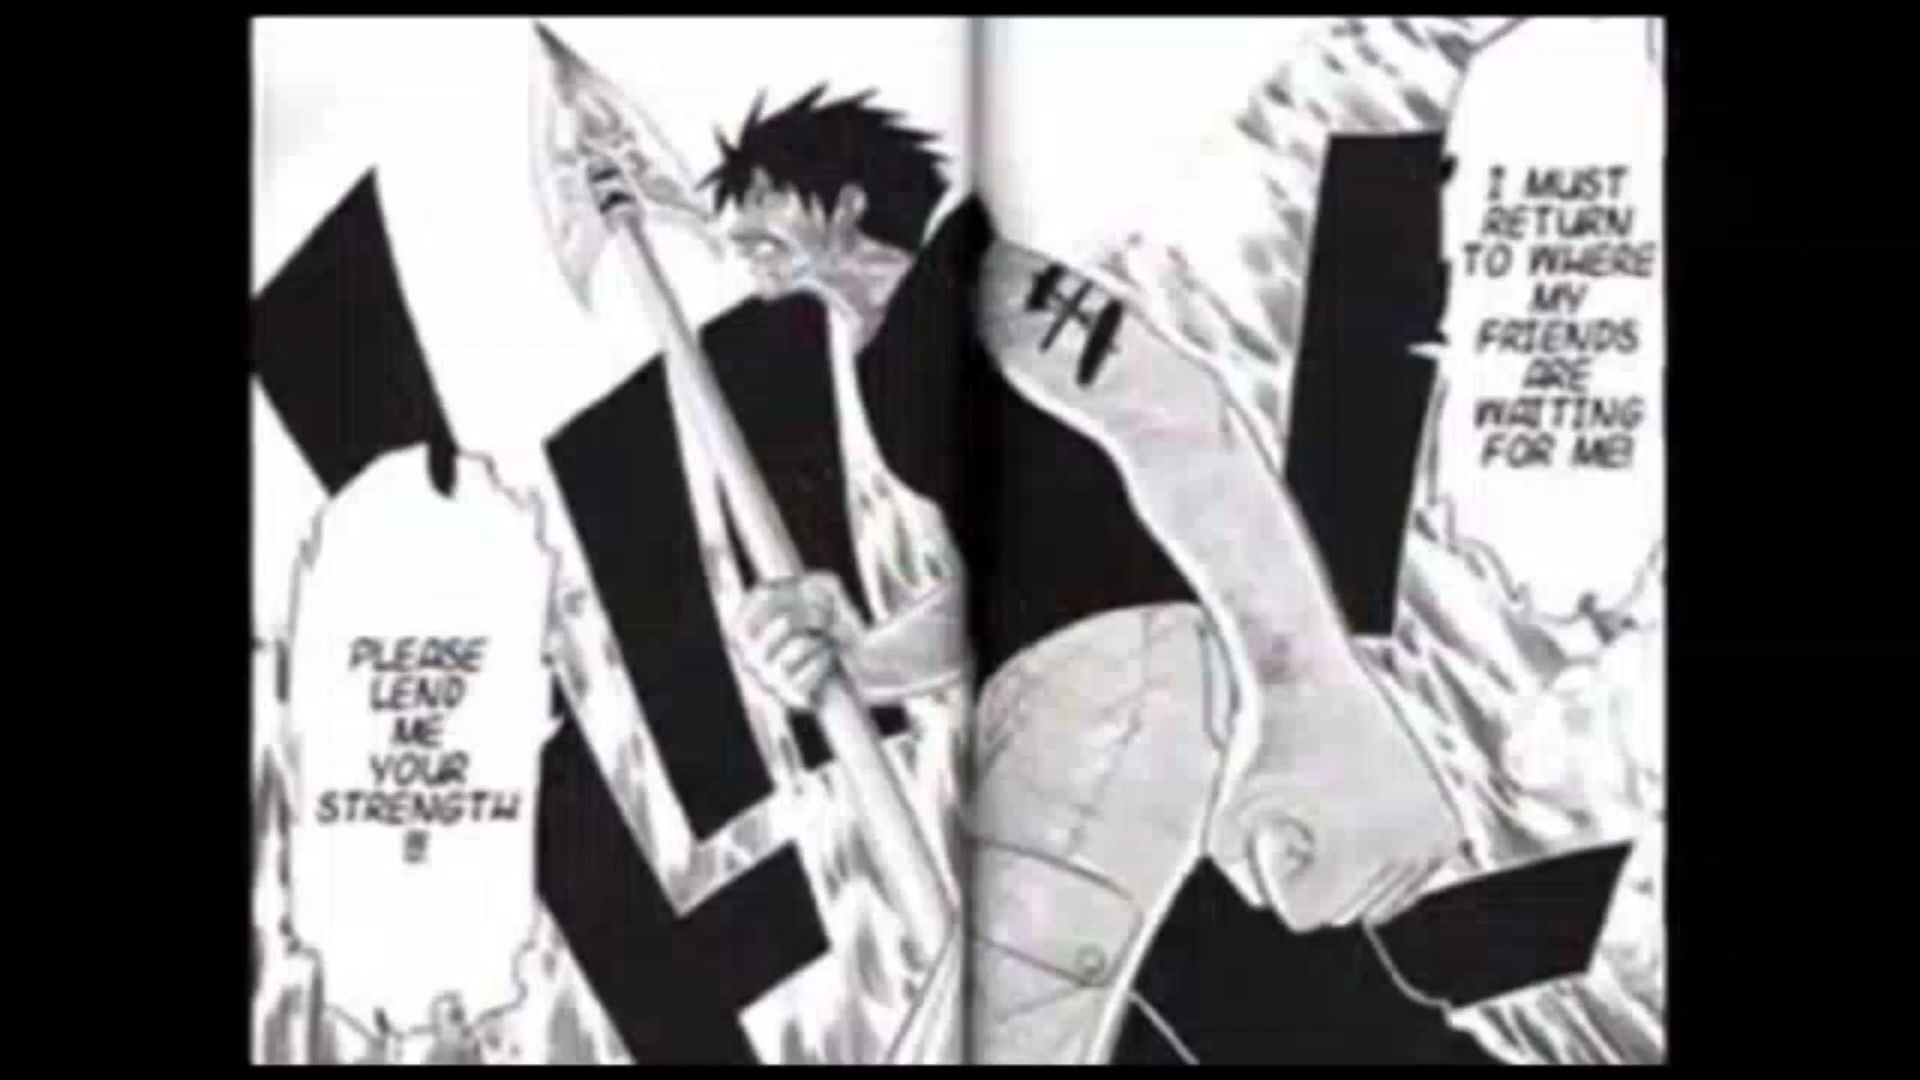 I MUST
RETURN
TO WHERE
MY
FRIENDS
ARE
WAITING
FOR ME!
PLEASE
LEND
ME
YOUR
STRENGTH
!!